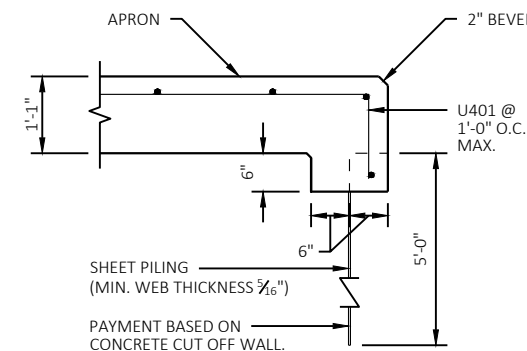 APRON
2" BEVEL
1'-1"
U401 @
1'-0" O.C.
MAX.
6"
6"
5'-0"
SHEET PILING
(MIN. WEB THICKNESS 5/16")
PAYMENT BASED ON
CONCRETE CUT OFF WALL.